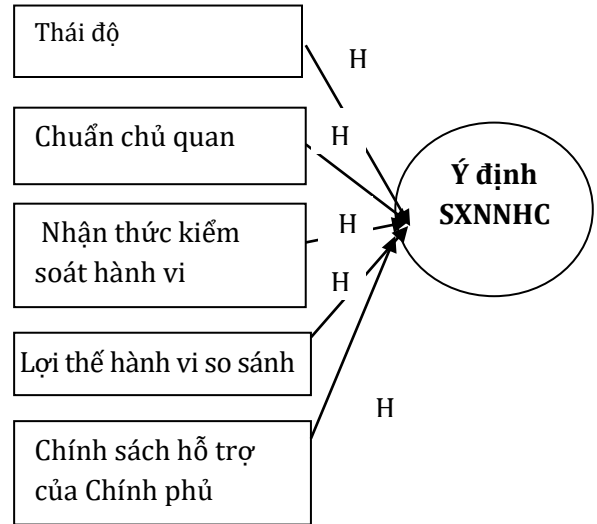 Thái độ
H
Chuẩn chủ quan
H
Ý định
SXNNHC
Nhận thức kiểm
soát hành vi
H
H
Lợi thế hành vi so sánh
H
Chính sách hỗ trợ
của Chính phủ